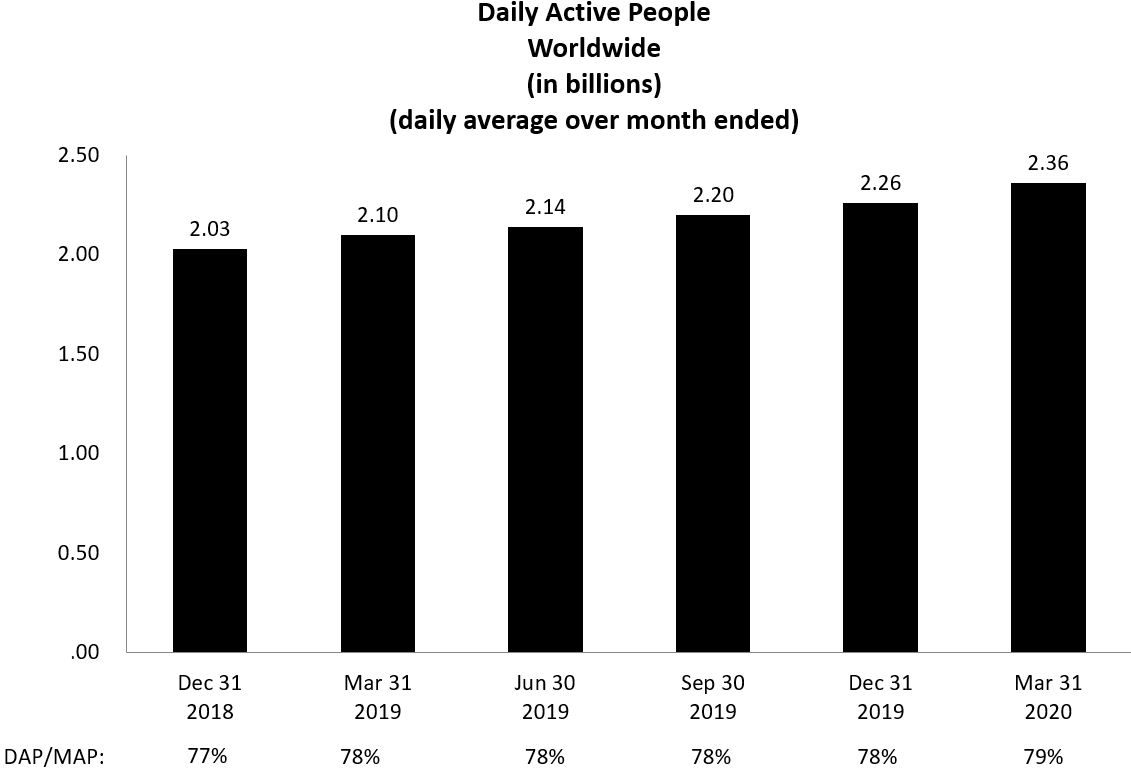 Daily Active People
Worldwide
(in billions)
(daily average over month ended)
2.50
2.00
1.50
1.00
0.50
.00
2.03
2.10
2.14
2.20
2.26
2.36
Dec 31 Mar 31 Jun 30 Sep 30 Dec 31 Mar 31
2018 2019 2019 2019 2019 2020
DAP/MAP: 77% 78% 78% 78% 78% 79%